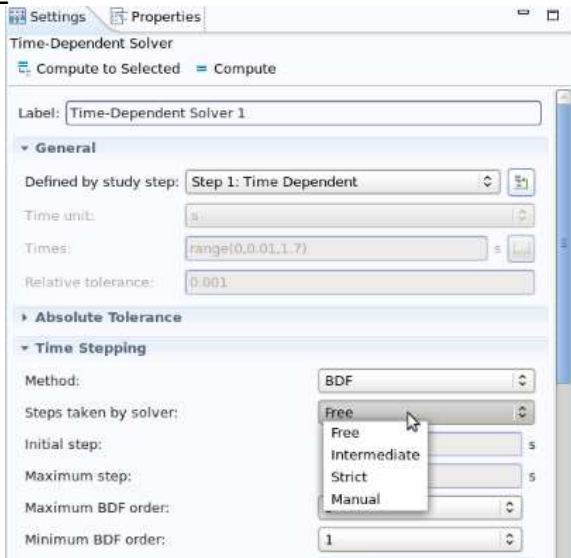 Settings Properties
Time-Dependent Solver
Compute to Selected = Compute
Label: Time-Dependent Solver 1
General
Defined by study step: Step 1: Time Dependent
Time unit: s
Times: range(0,0.01,1.7) s
Relative tolerance: 0.001
Absolute Tolerance
Time Stepping
Method: BDF
Steps taken by solver: Free
Free
Initial step: s
Intermediate
Maximum step: Strict s
Manual
Maximum BDF order:
Minimum BDF order: 1